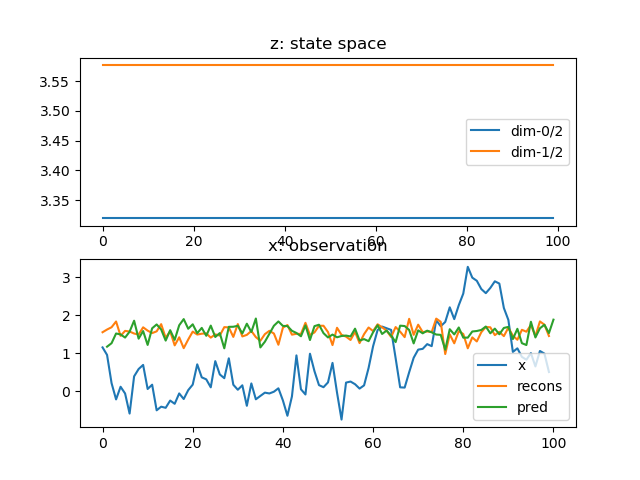 z: state space
3.55
3.50
3.45
3.40
3.35
dim-0/2
dim-1/2
0 20 40 60 80 100
x: observation
3
2
1
0
x
recons
pred
0 20 40 60 80 100